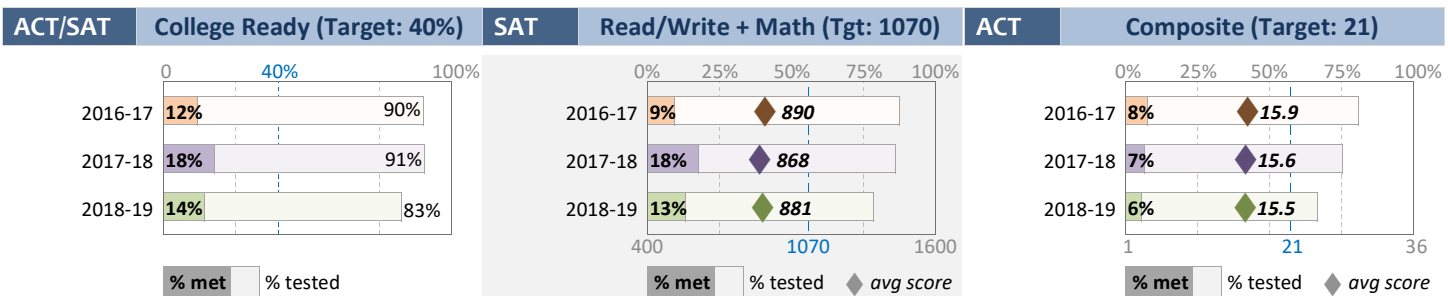 ACT/SAT College Ready (Target: 40%)
0 40% 100%
2016-17 12% 90%
2017-18 18% 91%
2018-19 14% 83%
% met % tested
SAT Read/Write + Math (Tgt: 1070)
0% 25% 50% 75% 100%
2016-17 9% 890
2017-18 18% 868
2018-19 13% 881
400 1070 1600
% met % tested avg score
ACT Composite (Target: 21)
0% 25% 50% 75% 100%
2016-17 8% 15.9
2017-18 7% 15.6
2018-19 6% 15.5
1 21 36
% met % tested avg score